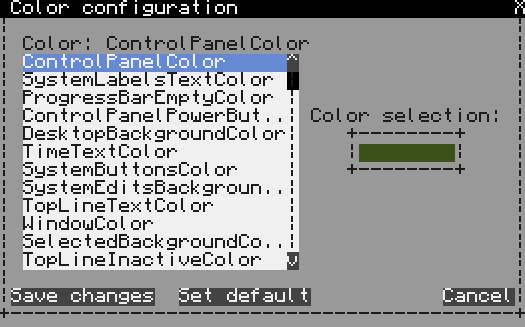 Color configuration X
Color: ControlPanelColor
ControlPanelColor
SystemLabelsTextColor
ProgressBarEmptyColor
ControlPanelPowerBut..
DesktopBackgroundColor
TimeTextColor
SystemButtonsColor
SystemEditsBackgroun..
TopLineTextColor
WindowColor
SelectedBackgroundCo..
TopLineInactiveColor
Color selection:
Save changes Set default Cancel